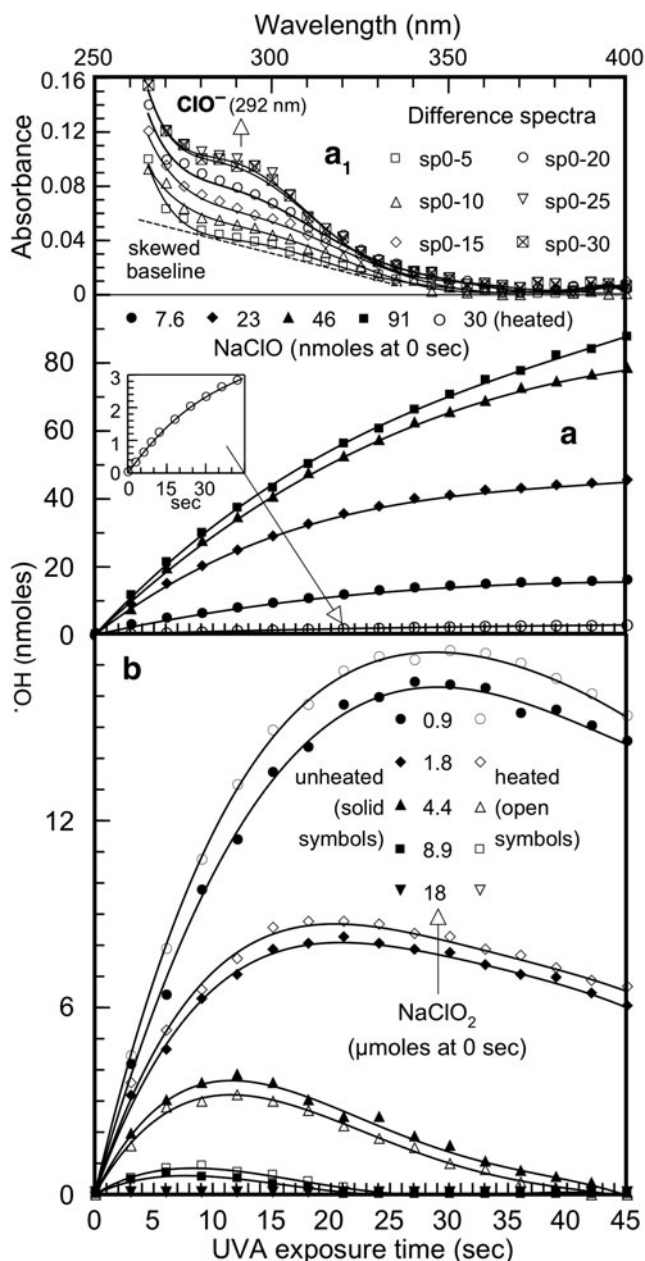 Wavelength (nm)
250 300 350 400
0.16
0.12
0.08
0.04
0
Absorbance
ClO⁻ (292 nm)
a₁
Difference spectra
sp0-5 sp0-20
sp0-10 sp0-25
sp0-15 sp0-30
skewed
baseline
7.6 23 46 91 30 (heated)
NaClO (nmoles at 0 sec)
80
60
40
20
0
3
2
1
0
0 15 30
sec
a
˙OH (nmoles)
b
12
6
0
0.9
1.8
unheated heated
(solid 4.4 (open
symbols) 8.9 symbols)
18
NaClO₂
(µmoles at 0 sec)
0 5 10 15 20 25 30 35 40 45
UVA exposure time (sec)